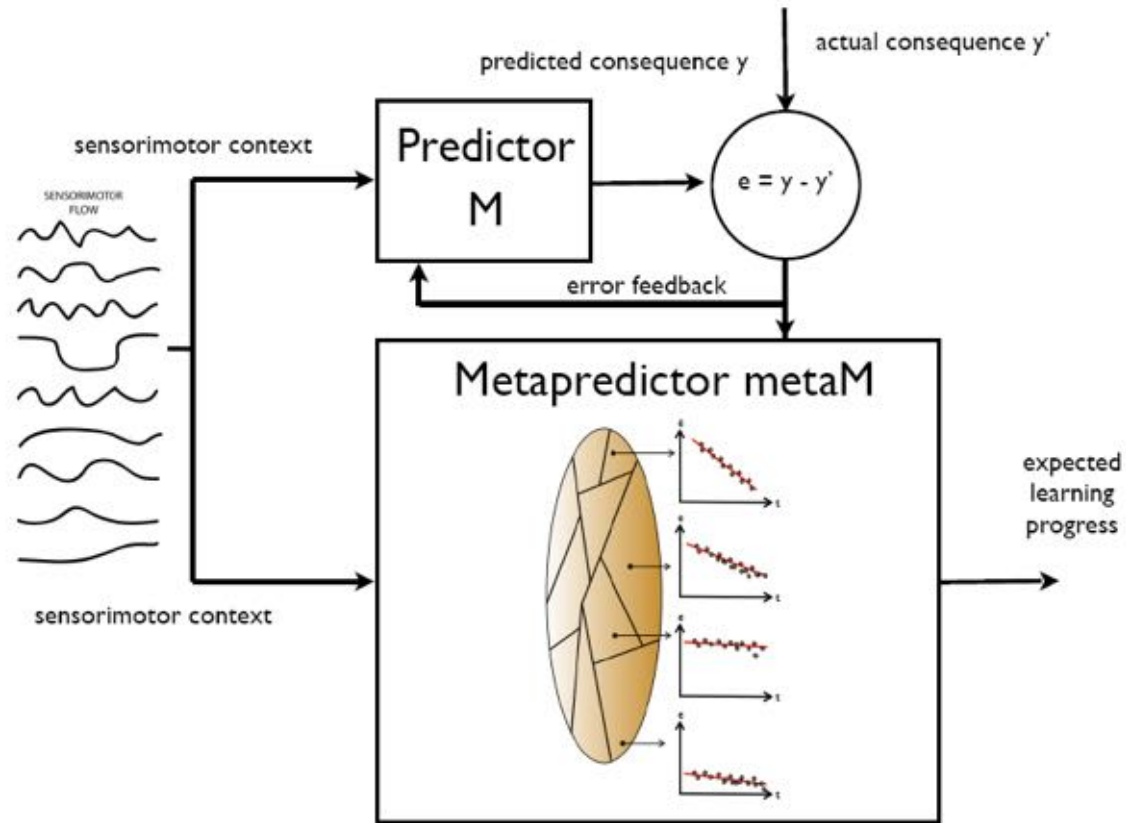 actual consequence y'
predicted consequence y
sensorimotor context
Predictor
M
e = y - y'
SENSORIMOTOR
FLOW
error feedback
Metapredictor metaM
e
t
e
t
e
t
e
t
expected
learning
progress
sensorimotor context